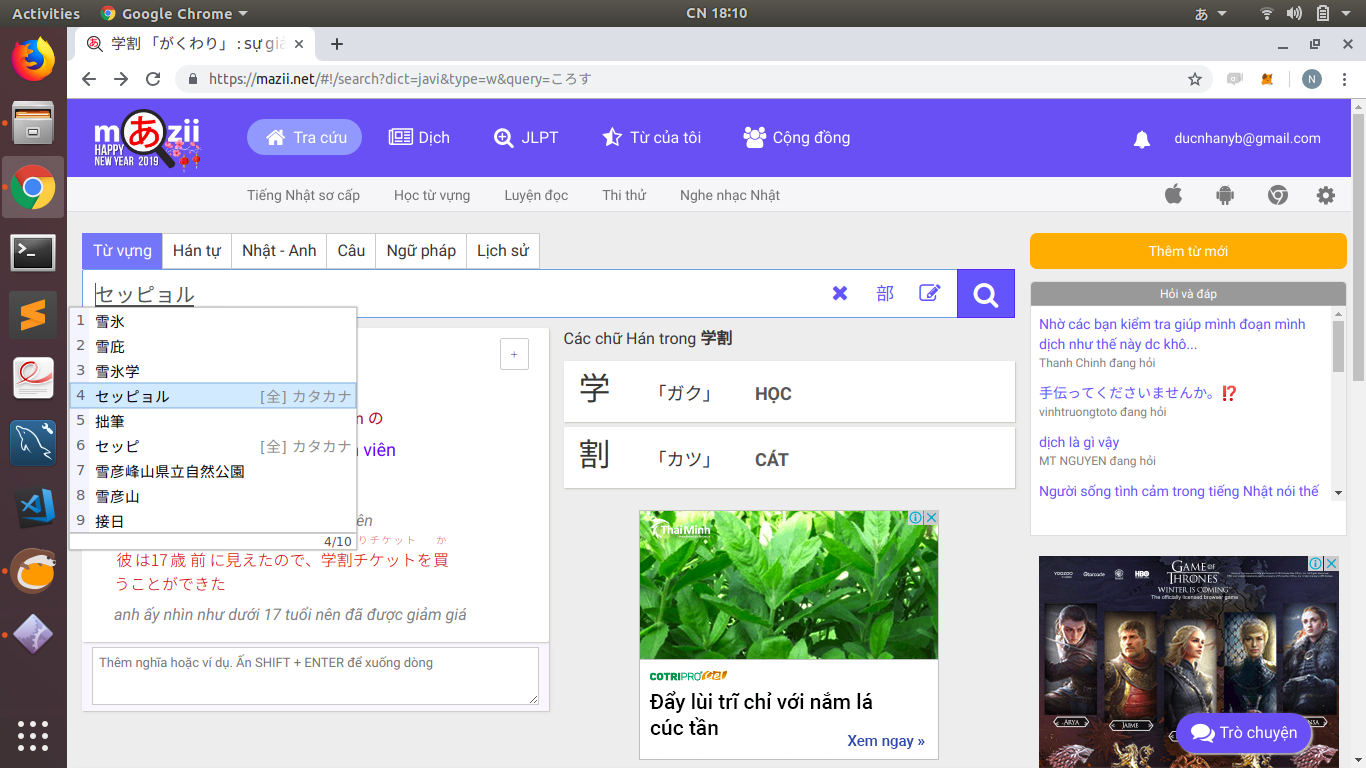 Activities
Google Chrome
CN 18:10
あ
学割 「がくわり」 : sự giả
https://mazii.net/#!/search?dict=javi&type=w&query=ころす
N
mあzii
HAPPY
NEW YEAR 2019
Tra cứu
Dịch
JLPT
Từ của tôi
Cộng đồng
ducnhanyb@gmail.com
Tiếng Nhật sơ cấp
Học từ vựng
Luyện đọc
Thi thử
Nghe nhạc Nhật
Từ vựng
Hán tự
Nhật - Anh
Câu
Ngữ pháp
Lịch sử
セッピョル
部
1 雪氷
2 雪庇
3 雪氷学
4 セッピョル [全] カタカナ
5 拙筆
6 セッピ [全] カタカナ
7 雪彦峰山県立自然公園
8 雪彦山
9 接日
4/10
+
の
viên
りチケット か
彼は17歳前に見えたので、学割チケットを買
うことができた
anh ấy nhìn như dưới 17 tuổi nên đã được giảm giá
Thêm nghĩa hoặc ví dụ. Ấn SHIFT + ENTER để xuống dòng
Các chữ Hán trong 学割
学 「ガク」 HỌC
割 「カツ」 CÁT
Thái Minh
COTRIPRO GEL
Đẩy lùi trĩ chỉ với nắm lá
cúc tần
Xem ngay »
Thêm từ mới
Hỏi và đáp
Nhờ các bạn kiểm tra giúp mình đoạn mình
dịch như thế này dc khô...
Thanh Chinh đang hỏi
手伝ってくださいませんか。⁉
vinhtruongtoto đang hỏi
dịch là gì vậy
MT NGUYEN đang hỏi
Người sống tình cảm trong tiếng Nhật nói thế
YOOZOO
Gtarcade
HBO
GAME OF
THRONES
WINTER IS COMING
The officially licensed browser game
ARYA
JAIME
Trò chuyện